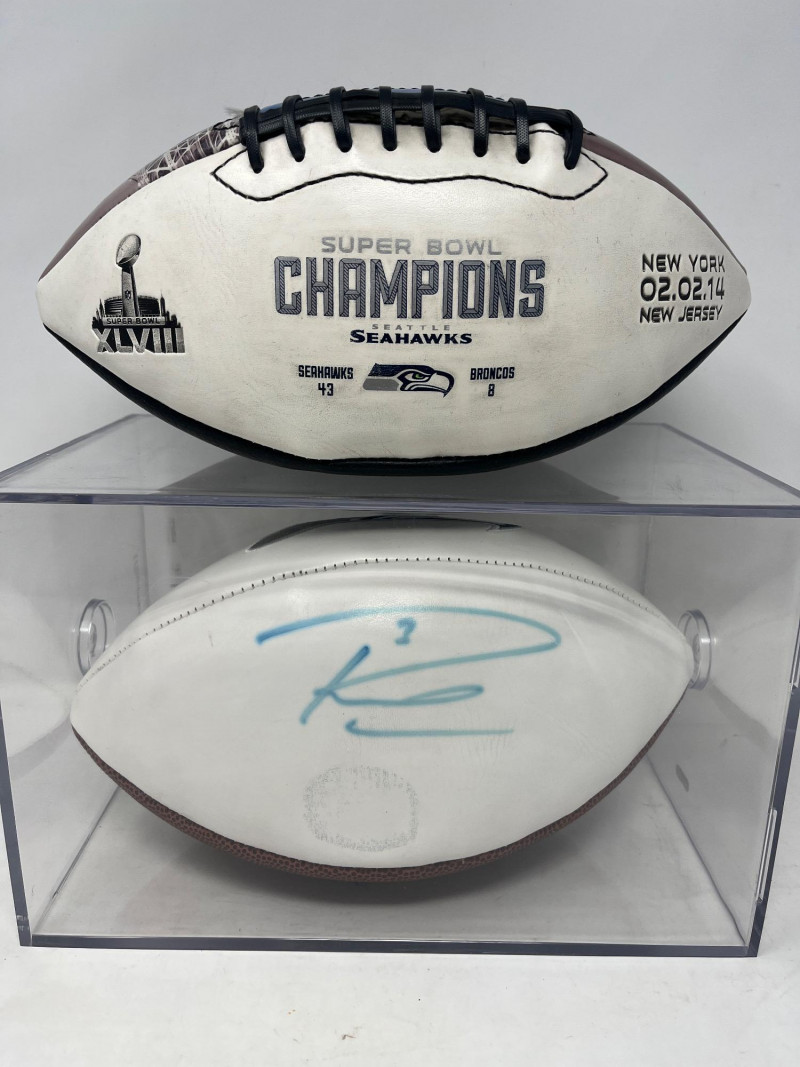 SUPER BOWL
CHAMPIONS
SEATTLE
SEAHAWKS
SEAHAWKS
43
BRONCOS
8
SUPER BOWL
XLVIII
NEW YORK
02.02.14
NEW JERSEY
3